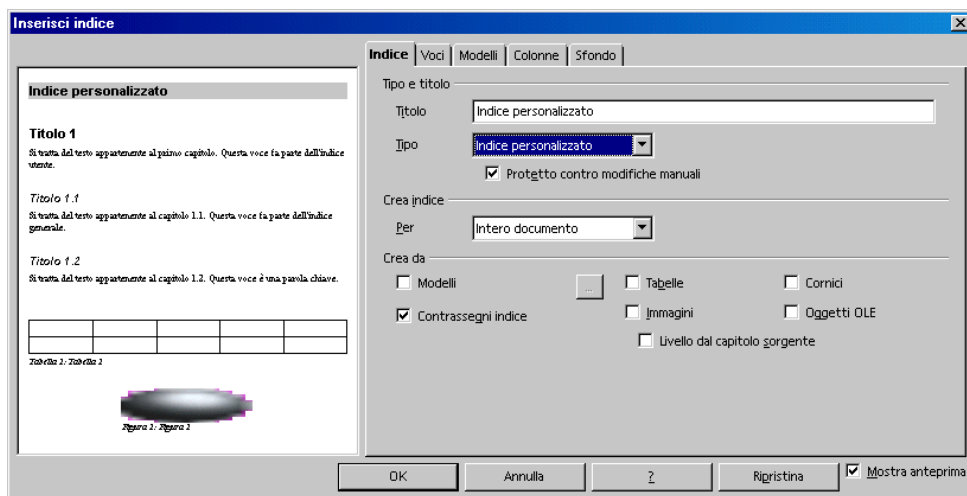 Inserisci indice
Indice personalizzato
Titolo 1
Si tratta del testo appartenente al primo capitolo. Questa voce fa parte dell'indice
utente.
Titolo 1.1
Si tratta del testo appartenente al capitolo 1.1. Questa voce fa parte dell'indice
generale.
Titolo 1.2
Si tratta del testo appartenente al capitolo 1.2. Questa voce è una parola chiave.
Tabella 1: Tabella 1
Figura 1: Figura 1
Indice Voci Modelli Colonne Sfondo
Tipo e titolo
Titolo Indice personalizzato
Tipo Indice personalizzato
Protetto contro modifiche manuali
Crea indice
Per Intero documento
Crea da
Modelli ... Tabelle Cornici
Contrassegni indice Immagini Oggetti OLE
Livello dal capitolo sorgente
OK Annulla ? Ripristina Mostra anteprima